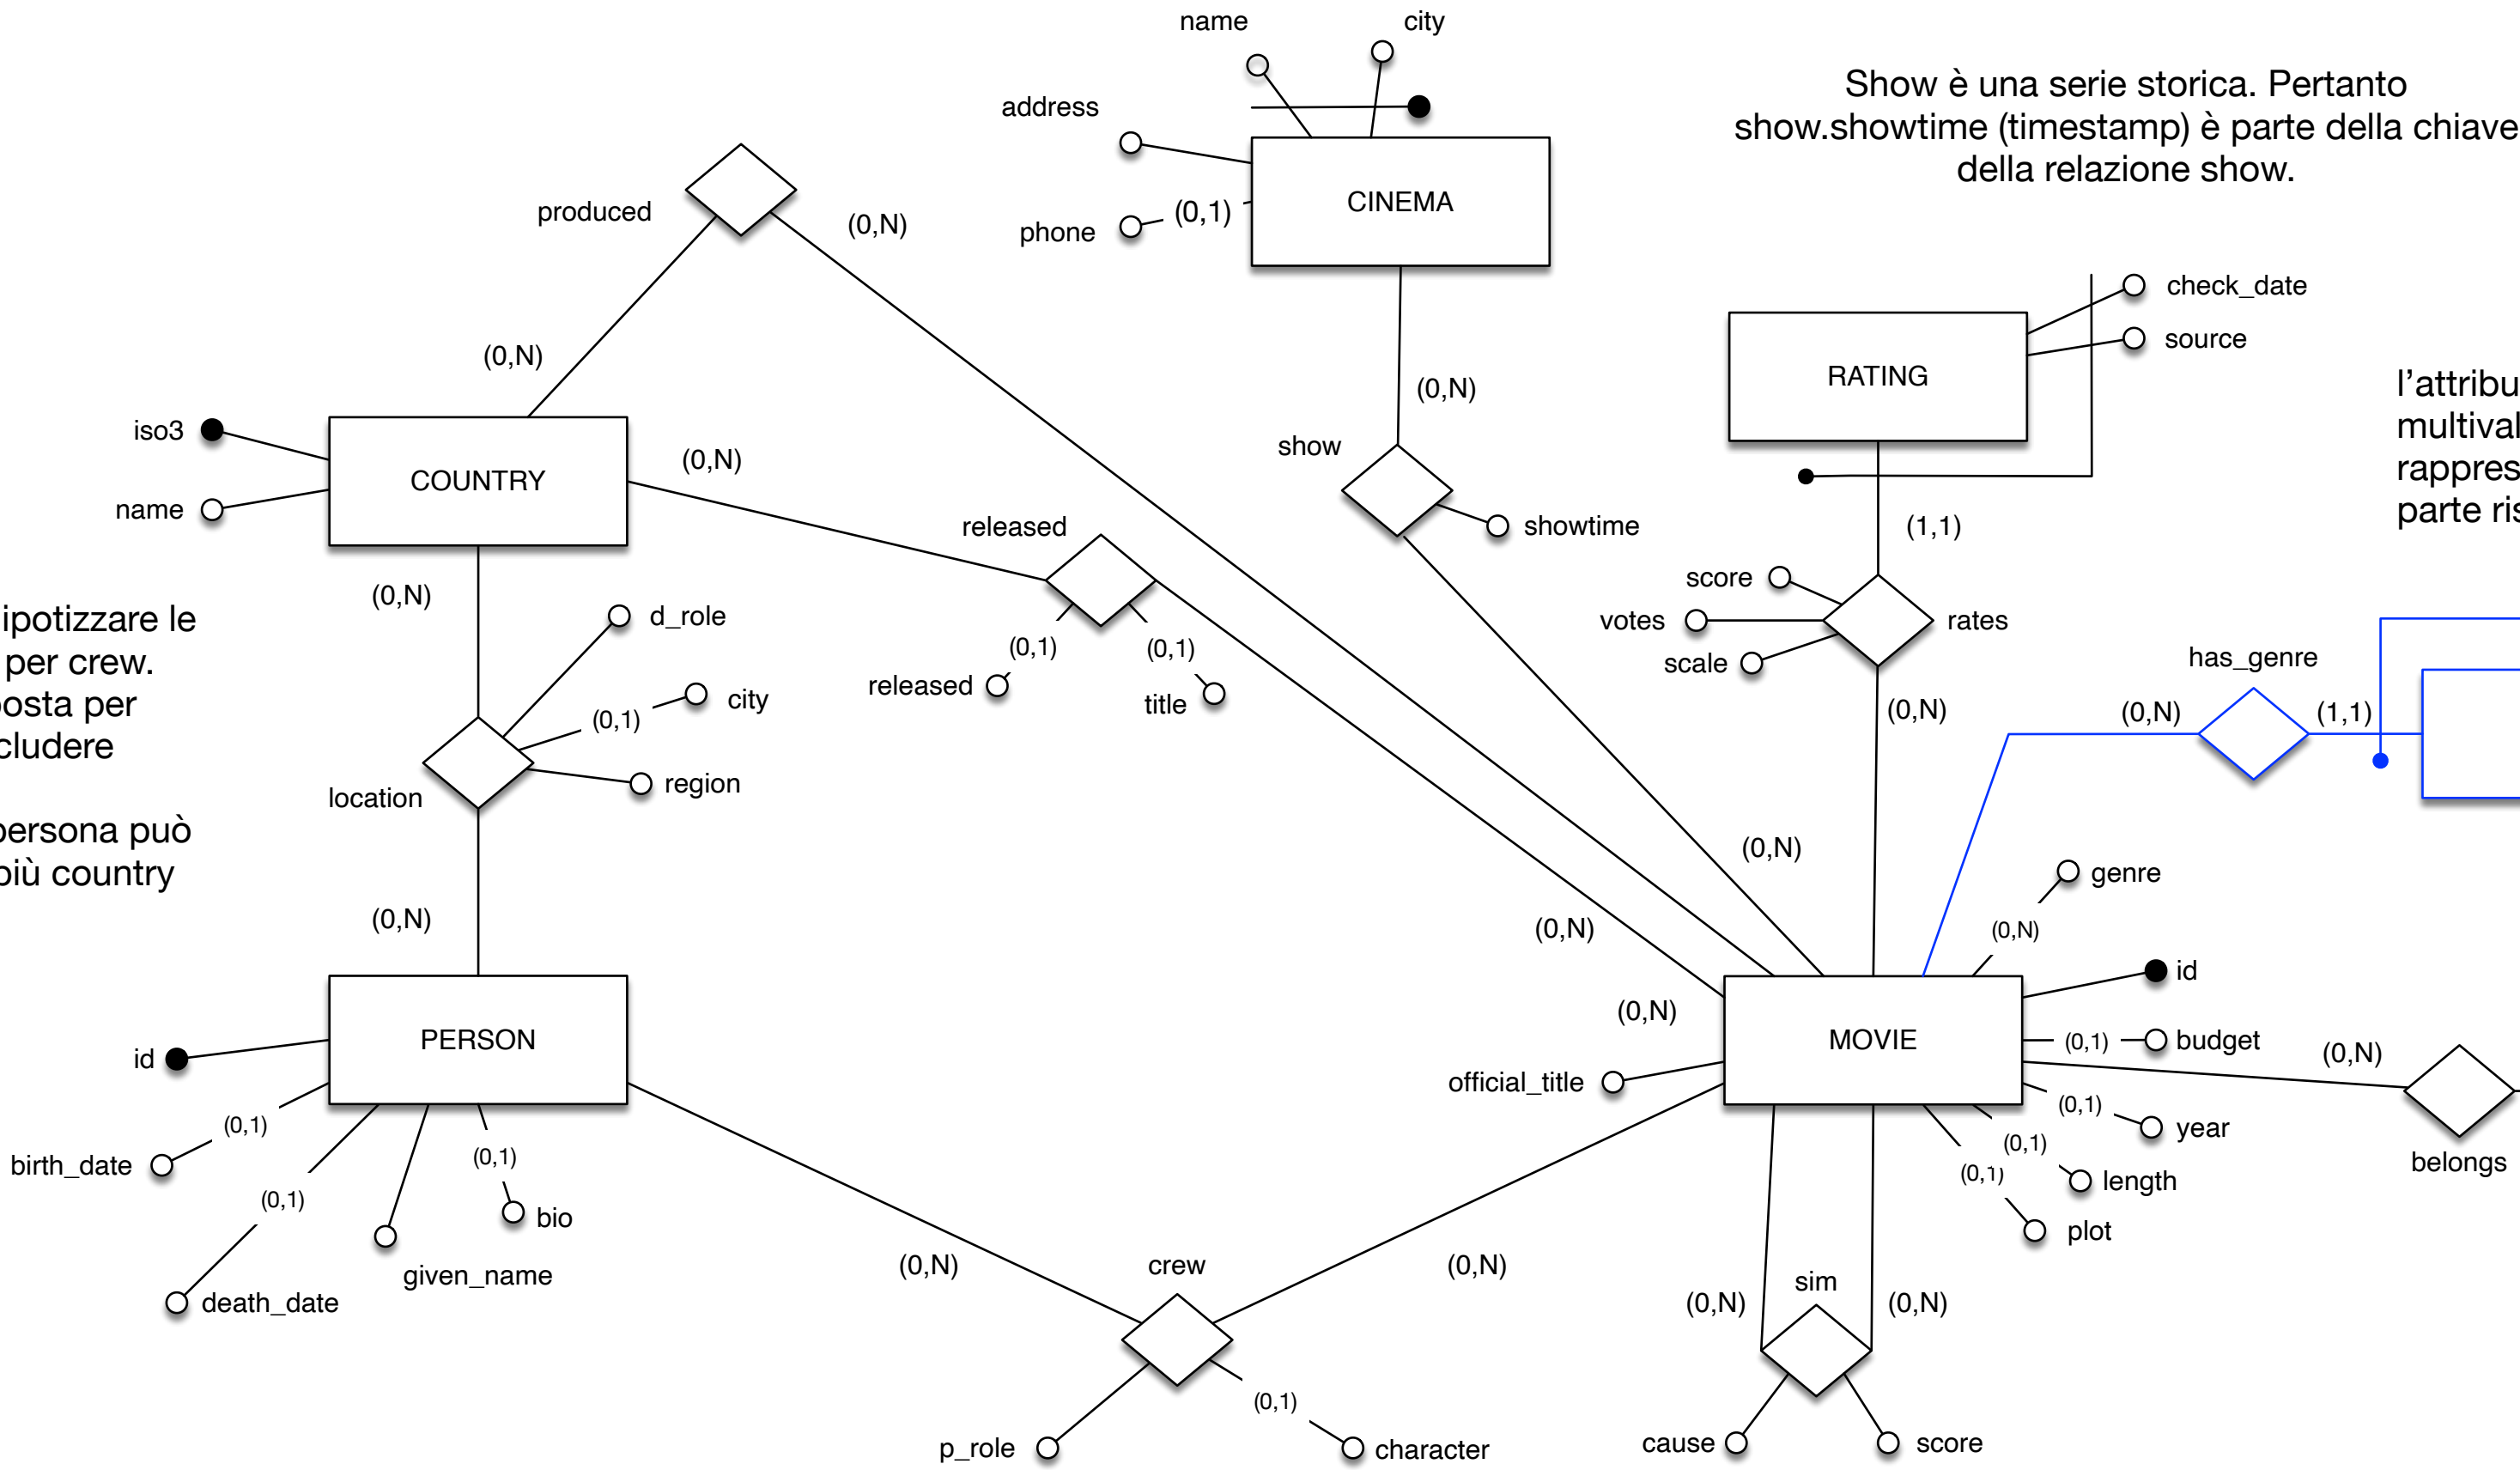 name
city
address
phone
(0,1)
CINEMA
Show è una serie storica. Pertanto
show.showtime (timestamp) è parte della chiave
della relazione show.
produced
(0,N)
(0,N)
check_date
source
RATING
(0,N)
show
showtime
(1,1)
l'attribu
multival
rappres
parte ris
iso3
name
COUNTRY
(0,N)
released
(0,1)
released
(0,1)
title
score
votes
scale
rates
(0,N)
has_genre
(0,N)
(1,1)
ipotizzare le
per crew.
osta per
cludere
persona può
più country
(0,N)
d_role
(0,1)
city
region
location
(0,N)
(0,N)
(0,N)
(0,N)
genre
(0,N)
id
(0,1)
budget
(0,N)
belongs
(0,1)
year
(0,1)
length
(0,1)
plot
MOVIE
official_title
PERSON
id
(0,1)
birth_date
(0,1)
death_date
given_name
(0,1)
bio
(0,N)
crew
(0,N)
p_role
(0,1)
character
sim
(0,N)
(0,N)
cause
score